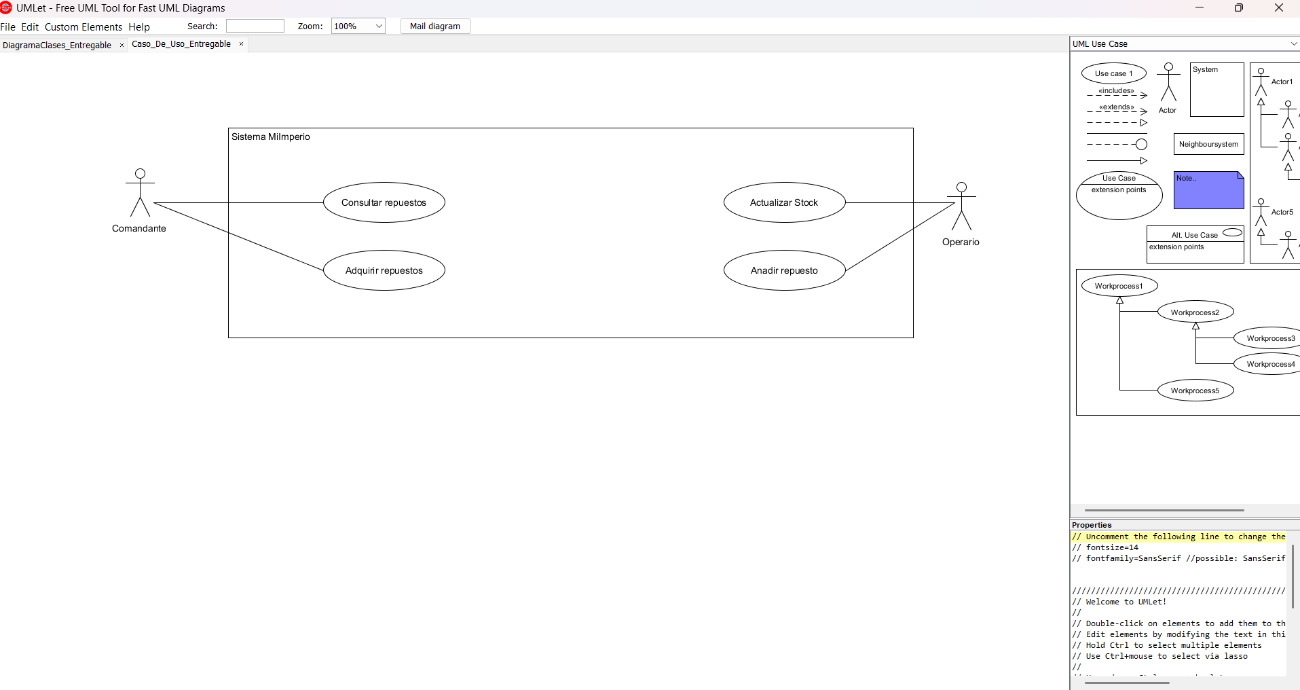 UMLet - Free UML Tool for Fast UML Diagrams
File Edit Custom Elements Help Search: Zoom: 100% Mail diagram
DiagramaClases_Entregable × Caso_De_Uso_Entregable ×
Sistema MiImperio
Comandante
Consultar repuestos
Adquirir repuestos
Actualizar Stock
Anadir repuesto
Operario
UML Use Case
Use case 1
«includes»
«extends»
Actor
System
Actor1
Neighboursystem
Use Case
extension points
Note..
Actor5
Alt. Use Case
extension points
Workprocess1
Workprocess2
Workprocess3
Workprocess4
Workprocess5
Properties
// Uncomment the following line to change the
// fontsize=14
// fontfamily=SansSerif //possible: SansSerif
/////////////////////////////////////////////
// Welcome to UMLet!
//
// Double-click on elements to add them to th
// Edit elements by modifying the text in thi
// Hold Ctrl to select multiple elements
// Use Ctrl+mouse to select via lasso
//